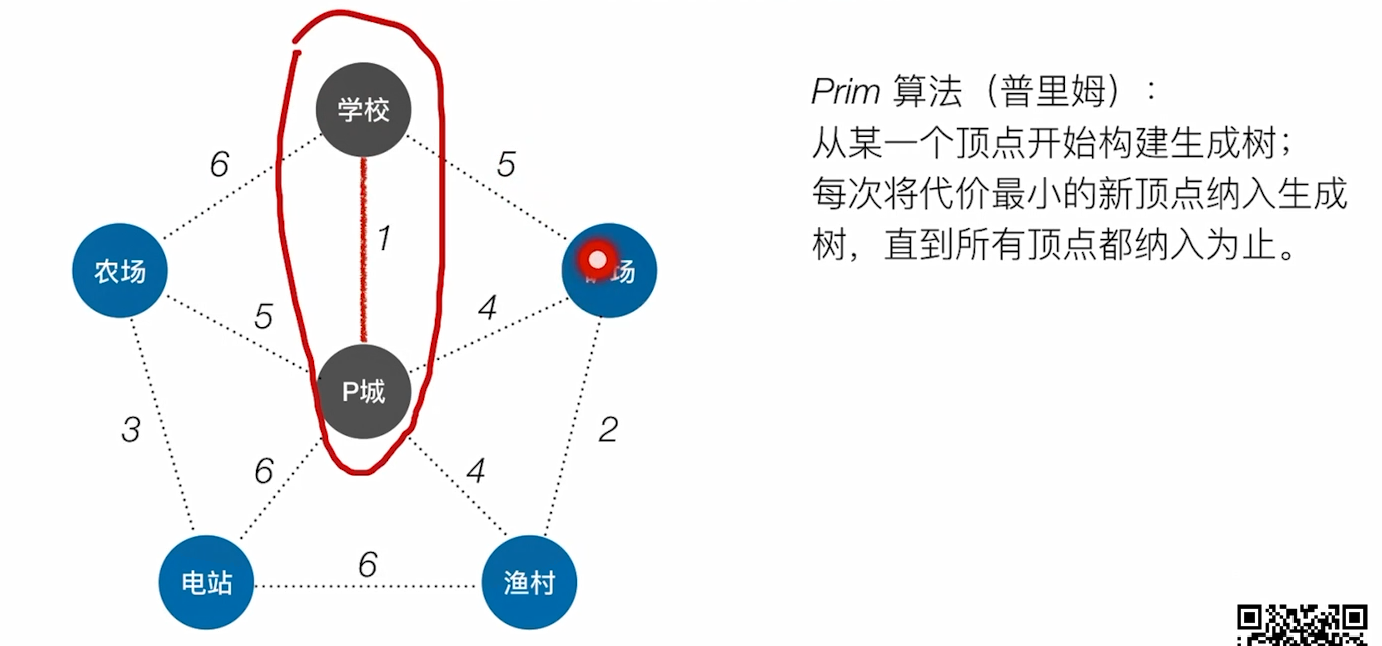 Prim 算法（普里姆）：
从某一个顶点开始构建生成树；
每次将代价最小的新顶点纳入生成
树，直到所有顶点都纳入为止。
学校
6
5
1
农场
场
5
4
P城
3
2
6
4
电站
6
渔村